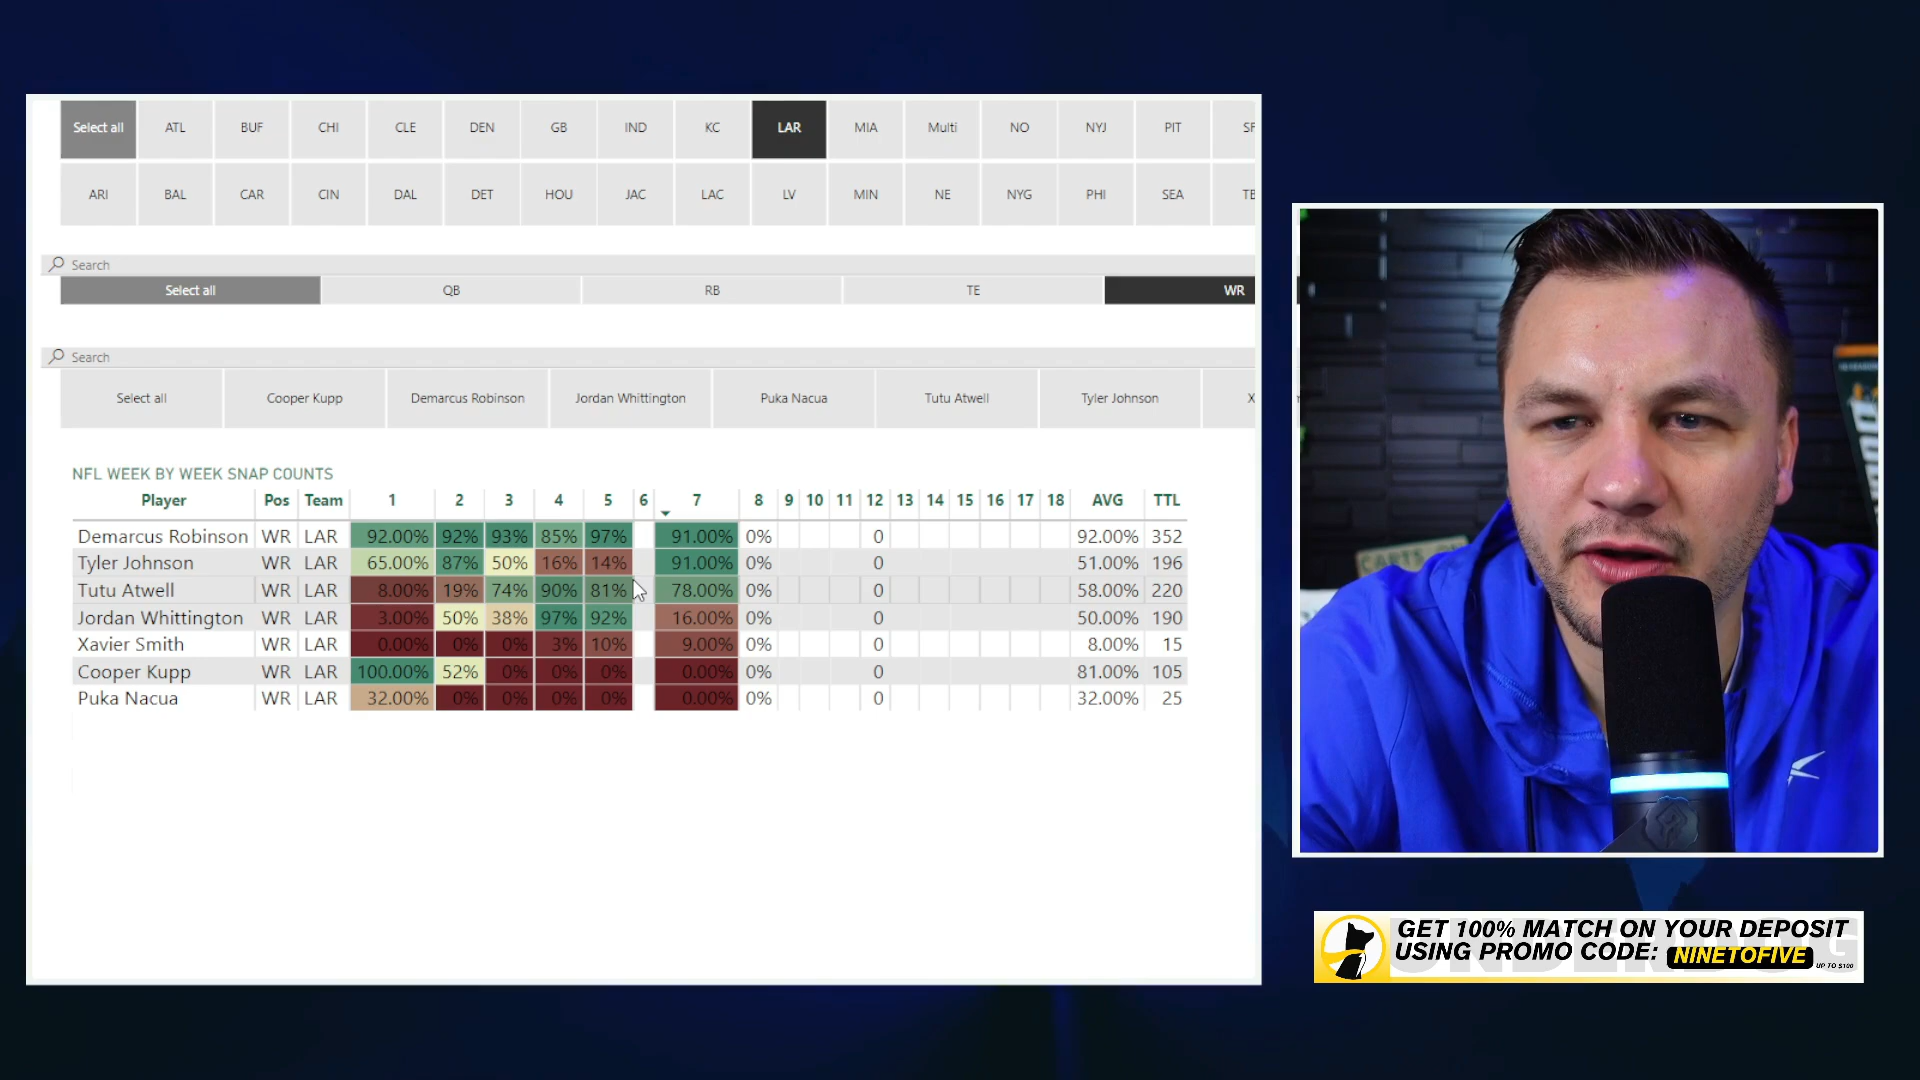 Select all ATL BUF CHI CLE DEN GB IND KC LAR MIA Multi NO NYJ PIT SF
ARI BAL CAR CIN DAL DET HOU JAC LAC LV MIN NE NYG PHI SEA TE
Search
Select all QB RB TE WR
Search
Select all Cooper Kupp Demarcus Robinson Jordan Whittington Puka Nacua Tutu Atwell Tyler Johnson X
NFL WEEK BY WEEK SNAP COUNTS
Player Pos Team 1 2 3 4 5 6 7 8 9 10 11 12 13 14 15 16 17 18 AVG TTL
Demarcus Robinson WR LAR 92.00% 92% 93% 85% 97% 91.00% 0% 0 92.00% 352
Tyler Johnson WR LAR 65.00% 87% 50% 16% 14% 91.00% 0% 0 51.00% 196
Tutu Atwell WR LAR 8.00% 19% 74% 90% 81% 78.00% 0% 0 58.00% 220
Jordan Whittington WR LAR 3.00% 50% 38% 97% 92% 16.00% 0% 0 50.00% 190
Xavier Smith WR LAR 0.00% 0% 0% 3% 10% 9.00% 0% 0 8.00% 15
Cooper Kupp WR LAR 100.00% 52% 0% 0% 0% 0.00% 0% 0 81.00% 105
Puka Nacua WR LAR 32.00% 0% 0% 0% 0% 0.00% 0% 0 32.00% 25
GET 100% MATCH ON YOUR DEPOSIT
USING PROMO CODE: NINETOFIVE UP TO $100